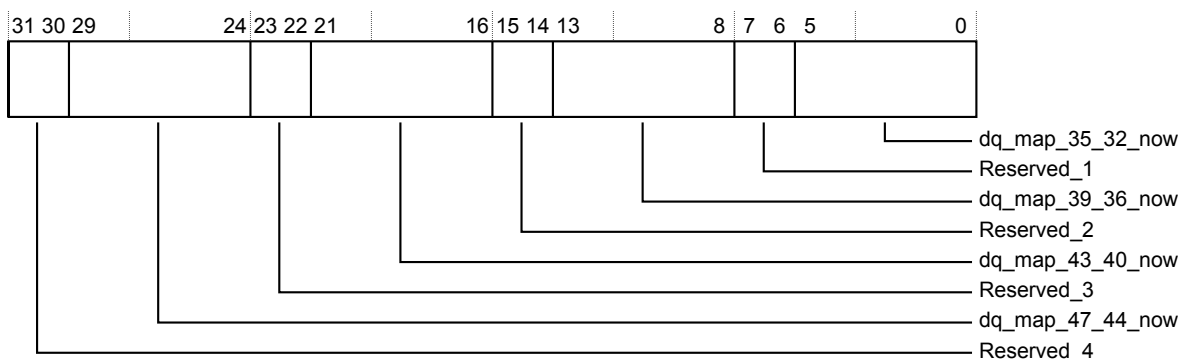 31 30 29 24 23 22 21 16 15 14 13 8 7 6 5 0
dq_map_35_32_now
Reserved_1
dq_map_39_36_now
Reserved_2
dq_map_43_40_now
Reserved_3
dq_map_47_44_now
Reserved_4